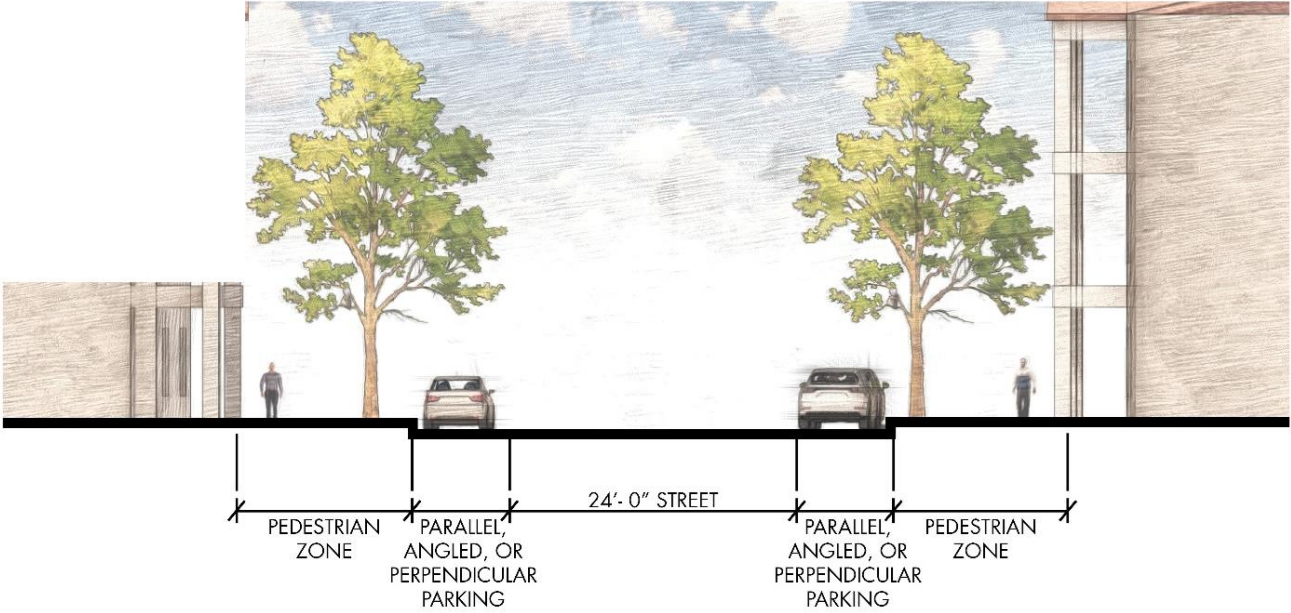 24'- 0" STREET
PEDESTRIAN
ZONE
PARALLEL,
ANGLED, OR
PERPENDICULAR
PARKING
PARALLEL,
ANGLED, OR
PERPENDICULAR
PARKING
PEDESTRIAN
ZONE